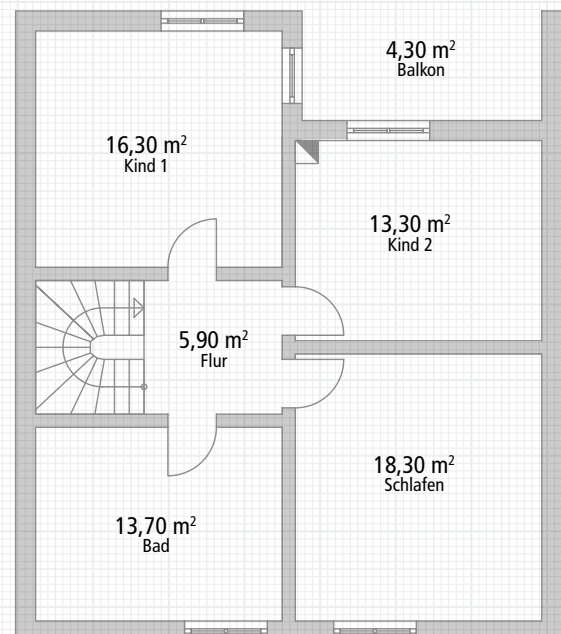 4,30 m²
Balkon
16,30 m²
Kind 1
13,30 m²
Kind 2
5,90 m²
Flur
18,30 m²
Schlafen
13,70 m²
Bad